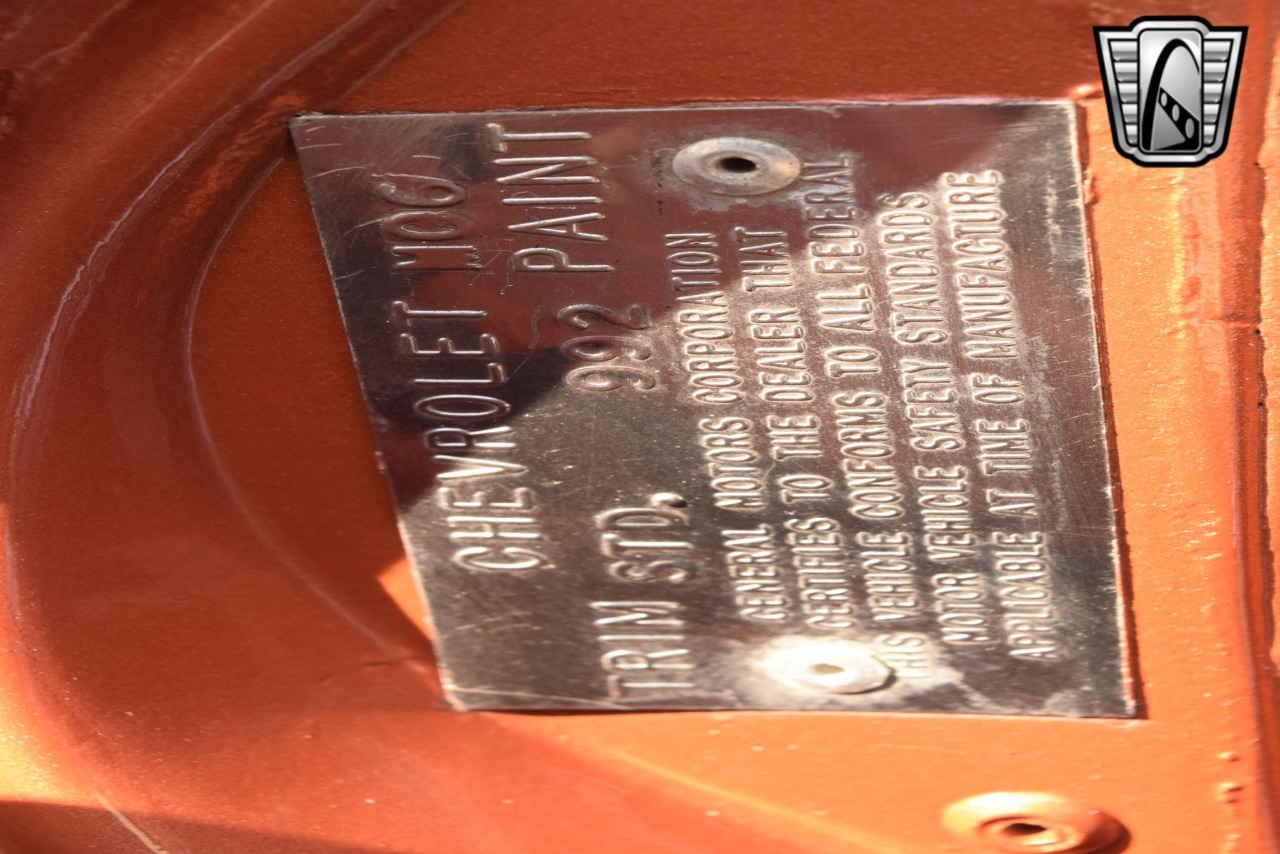 CHEVROLET M06
TRIM STD. 992 PAINT
GENERAL MOTORS CORPORATION
CERTIFIES TO THE DEALER THAT
THIS VEHICLE CONFORMS TO ALL FEDERAL
MOTOR VEHICLE SAFETY STANDARDS
APPLICABLE AT TIME OF MANUFACTURE